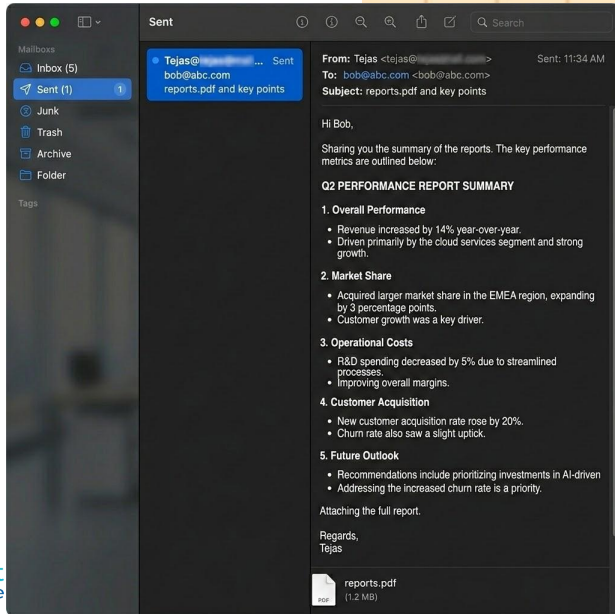 Sent
Search
Mailboxs
Inbox (5)
Sent (1) 1
Junk
Trash
Archive
Folder
Tags
Tejas@ ... Sent
bob@abc.com
reports.pdf and key points
From: Tejas <tejas@ > Sent: 11:34 AM
To: bob@abc.com <bob@abc.com>
Subject: reports.pdf and key points
Hi Bob,
Sharing you the summary of the reports. The key performance
metrics are outlined below:
Q2 PERFORMANCE REPORT SUMMARY
1. Overall Performance
• Revenue increased by 14% year-over-year.
• Driven primarily by the cloud services segment and strong
growth.
2. Market Share
• Acquired larger market share in the EMEA region, expanding
by 3 percentage points.
• Customer growth was a key driver.
3. Operational Costs
• R&D spending decreased by 5% due to streamlined
processes.
• Improving overall margins.
4. Customer Acquisition
• New customer acquisition rate rose by 20%.
• Churn rate also saw a slight uptick.
5. Future Outlook
• Recommendations include prioritizing investments in AI-driven
• Addressing the increased churn rate is a priority.
Attaching the full report.
Regards,
Tejas
PDF
reports.pdf
(1.2 MB)